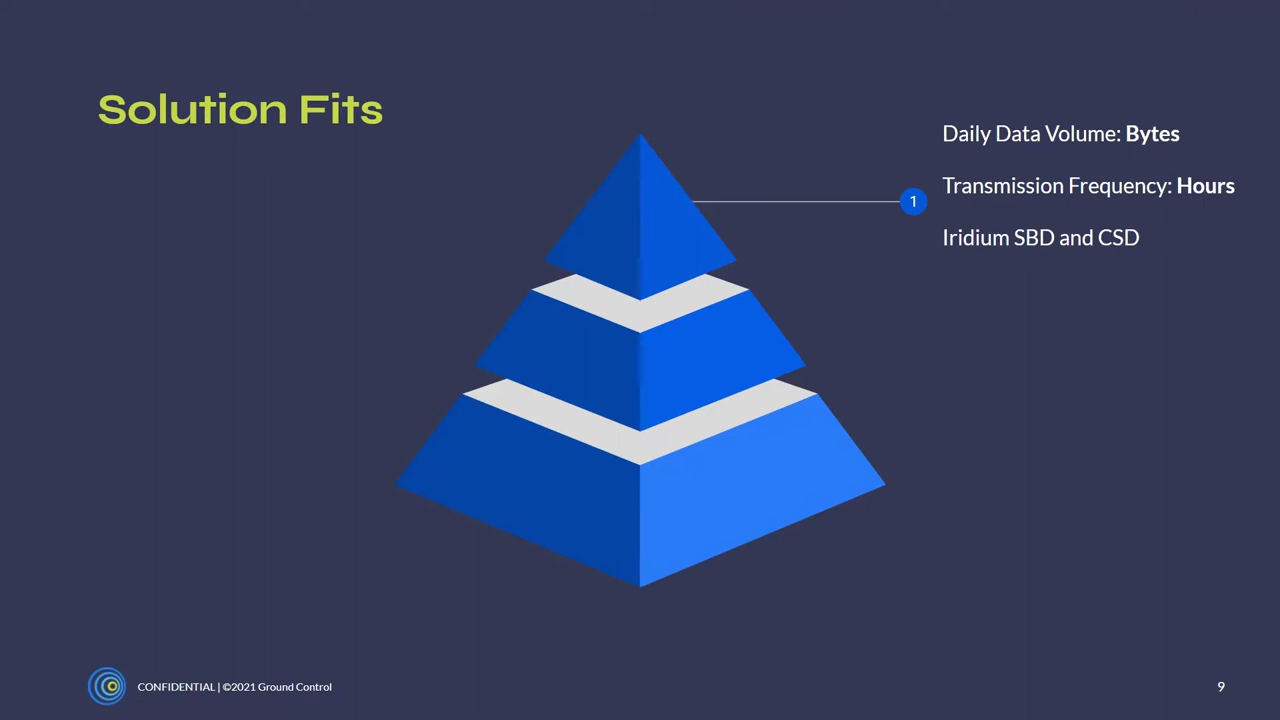 Solution Fits
Daily Data Volume: Bytes
Transmission Frequency: Hours
1
Iridium SBD and CSD
CONFIDENTIAL | ©2021 Ground Control
9